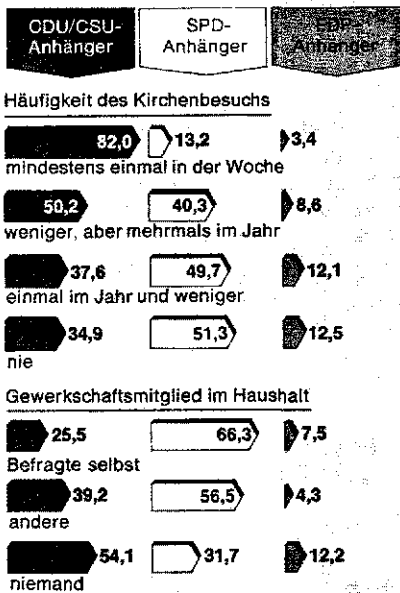 CDU/CSU-Anhänger SPD-Anhänger FDP-Anhänger
Häufigkeit des Kirchenbesuchs
82,0 13,2 3,4
mindestens einmal in der Woche
50,2 40,3 8,6
weniger, aber mehrmals im Jahr
37,6 49,7 12,1
einmal im Jahr und weniger
34,9 51,3 12,5
nie
Gewerkschaftsmitglied im Haushalt
25,5 66,3 7,5
Befragte selbst
39,2 56,5 4,3
andere
54,1 31,7 12,2
niemand